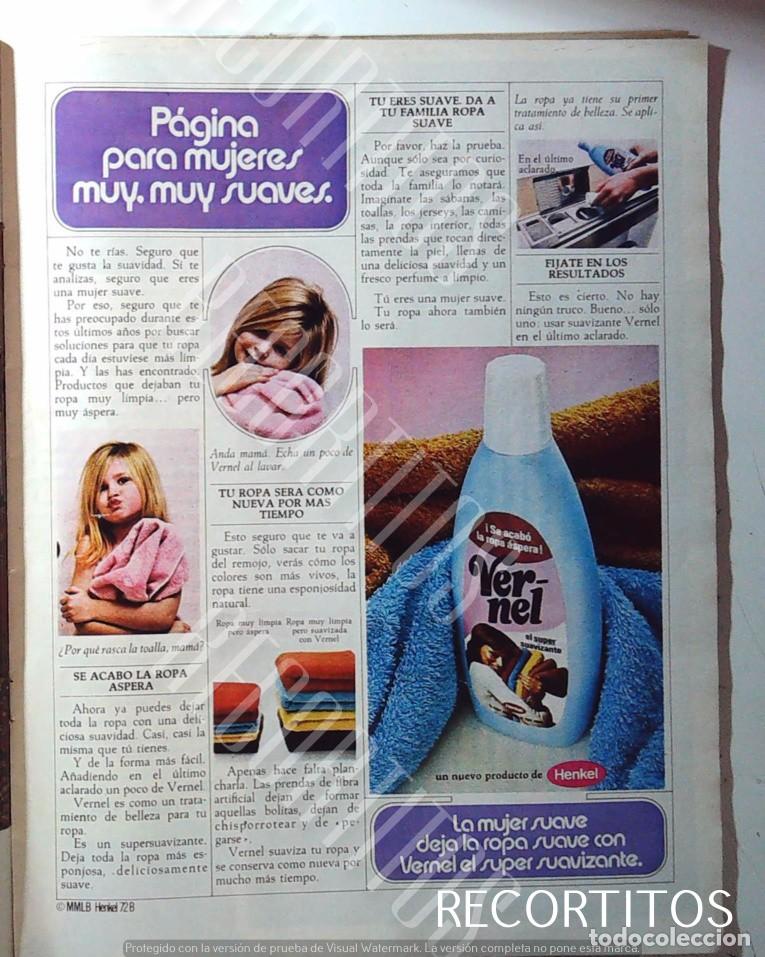 Página
para mujeres
muy. muy suaves.
No te rías. Seguro que
te gusta la suavidad. Si te
analizas, seguro que eres
una mujer suave.
Por eso, seguro que te
has preocupado durante es-
tos últimos años por buscar
soluciones para que tu ropa
cada día estuviese más lim-
pia. Y las has encontrado.
Productos que dejaban tu
ropa muy limpia... pero
muy áspera.
¿Por qué rasca la toalla, mamá?
SE ACABO LA ROPA
ASPERA
Ahora ya puedes dejar
toda la ropa con una deli-
ciosa suavidad. Casi, casi la
misma que tú tienes.
Y de la forma más fácil.
Añadiendo en el último
aclarado un poco de Vernel.
Vernel es como un trata-
miento de belleza para tu
ropa.
Es un supersuavizante.
Deja toda la ropa más es-
ponjosa, deliciosamente
suave.
© MMLB Henkel 72 B
Anda mamá. Echa un poco de
Vernel al lavar.
TU ROPA SERA COMO
NUEVA POR MAS
TIEMPO
Esto seguro que te va a
gustar. Sólo sacar tu ropa
del remojo, verás cómo los
colores son más vivos, la
ropa tiene una esponjosidad
natural.
Ropa muy limpia
pero áspera
Ropa muy limpia
pero suavizada
con Vernel
Apenas hace falta plan-
charla. Las prendas de fibra
artificial dejan de formar
aquellas bolitas, dejan de
chisporrotear y de «pe-
garse».
Vernel suaviza tu ropa y
se conserva como nueva por
mucho más tiempo.
TU ERES SUAVE. DA A
TU FAMILIA ROPA
SUAVE
Por favor, haz la prueba.
Aunque sólo sea por curio-
sidad. Te aseguramos que
toda la familia lo notará.
Imagínate las sábanas, las
toallas, los jerseys, las cami-
sas, la ropa interior, todas
las prendas que tocan direc-
tamente la piel, llenas de
una deliciosa suavidad y un
fresco perfume a limpio.
Tú eres una mujer suave.
Tu ropa ahora también
lo será.
La ropa ya tiene su primer
tratamiento de belleza. Se apli-
ca así.
En el último
aclarado.
FIJATE EN LOS
RESULTADOS
Esto es cierto. No hay
ningún truco. Bueno... sólo
uno: usar suavizante Vernel
en el último aclarado.
¡Se acabó
la ropa áspera!
Ver-
nel
el super
suavizante
un nuevo producto de Henkel
La mujer suave
deja la ropa suave con
Vernel el super suavizante.
RECORTITOS
todocoleccion
Protegido con la versión de prueba de Visual Watermark. La versión completa no pone esta marca.